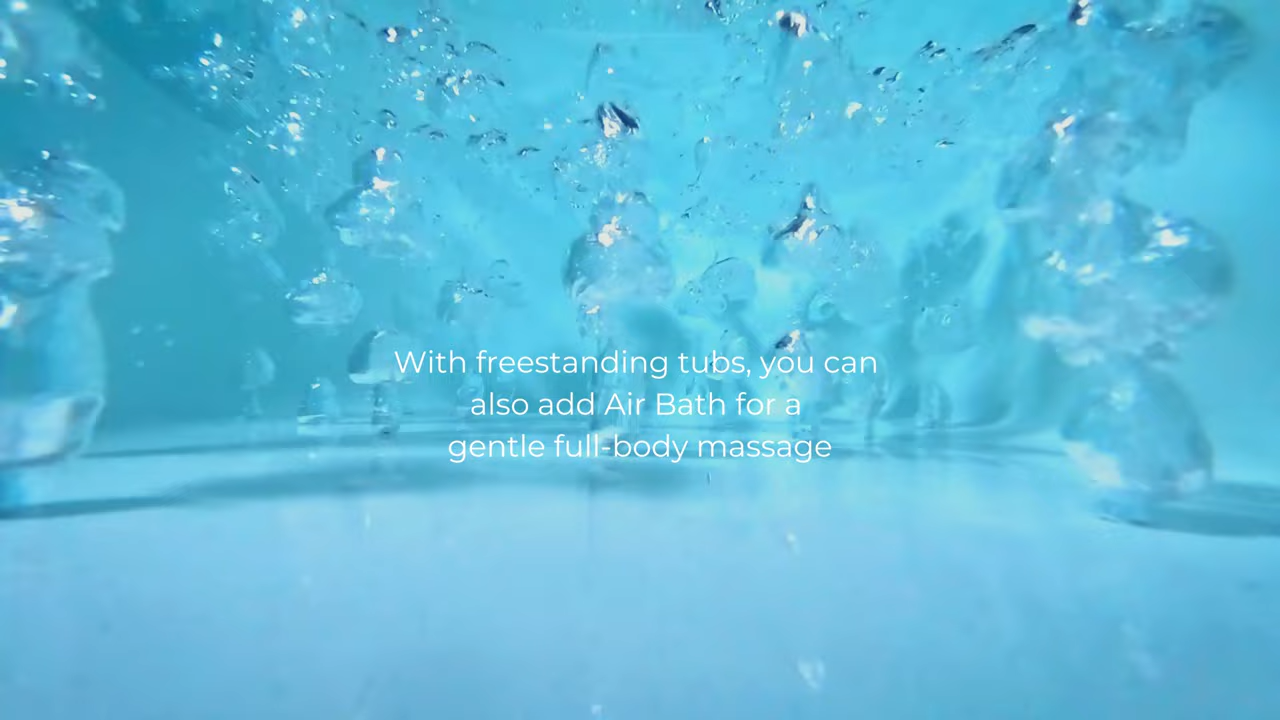 With freestanding tubs, you can
also add Air Bath for a
gentle full-body massage